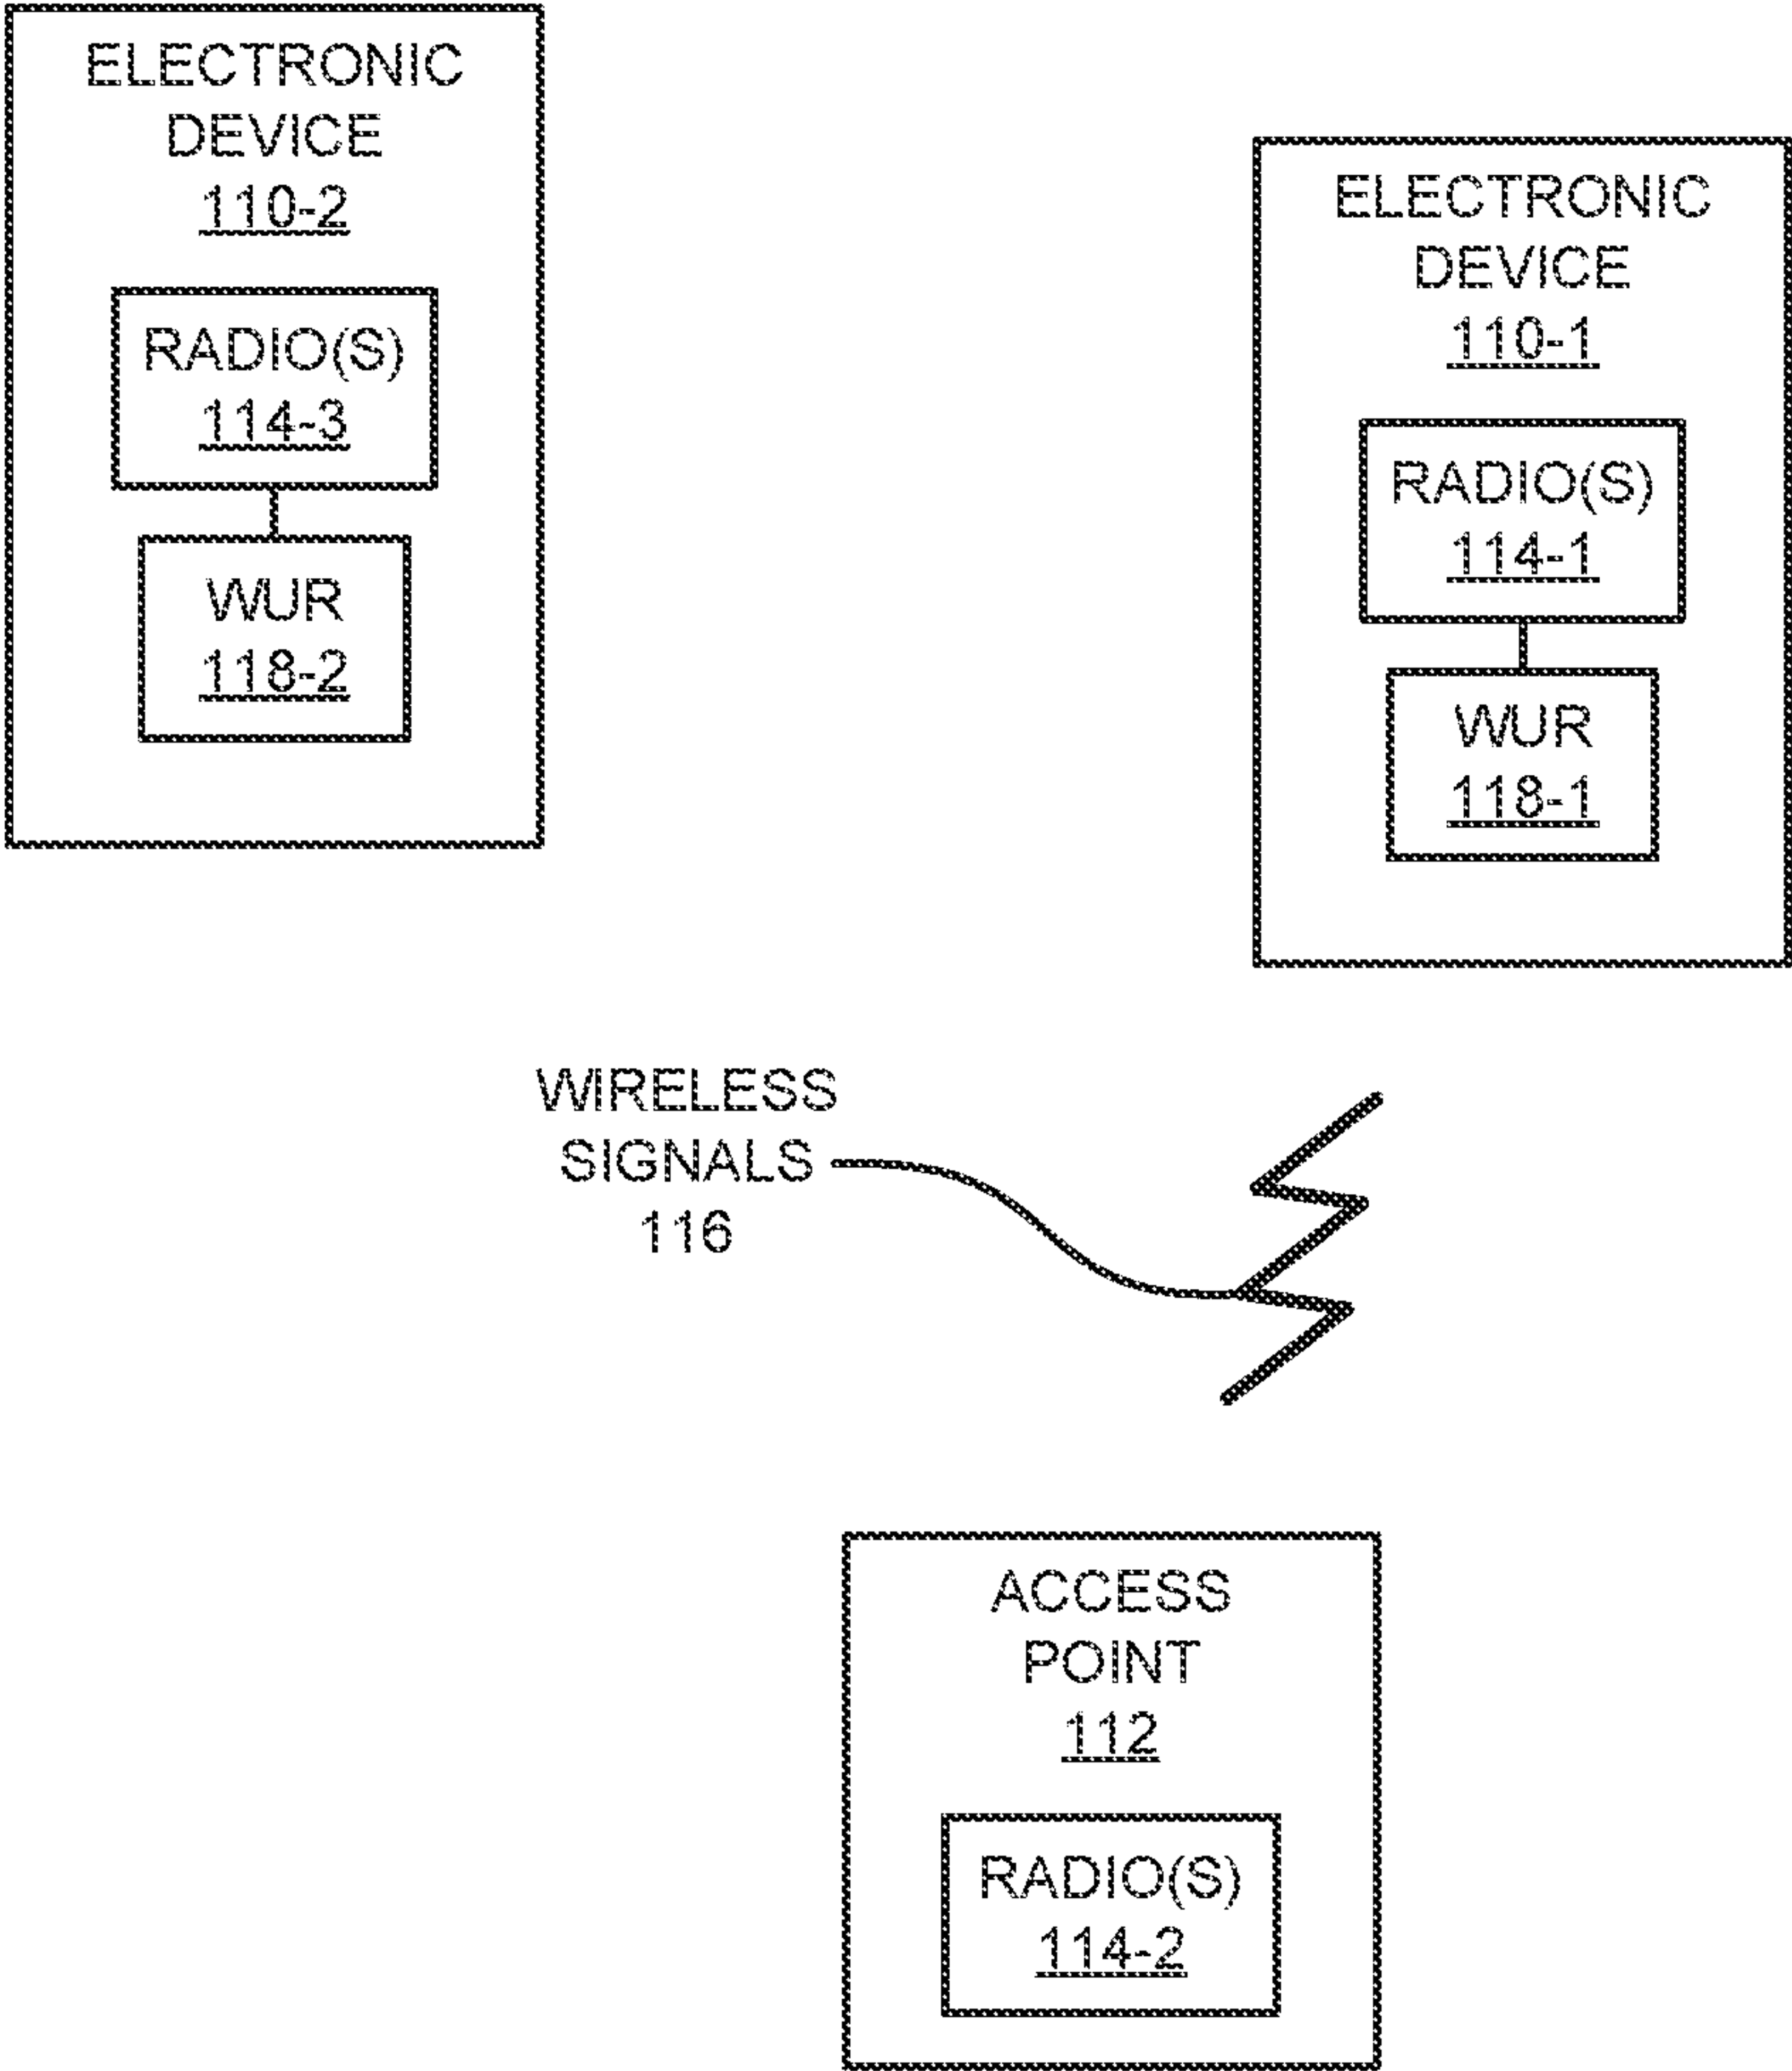 ELECTRONIC
DEVICE
110-2
RADIO(S)
114-3
WUR
118-2
ELECTRONIC
DEVICE
110-1
RADIO(S)
114-1
WUR
118-1
WIRELESS
SIGNALS
116
ACCESS
POINT
112
RADIO(S)
114-2